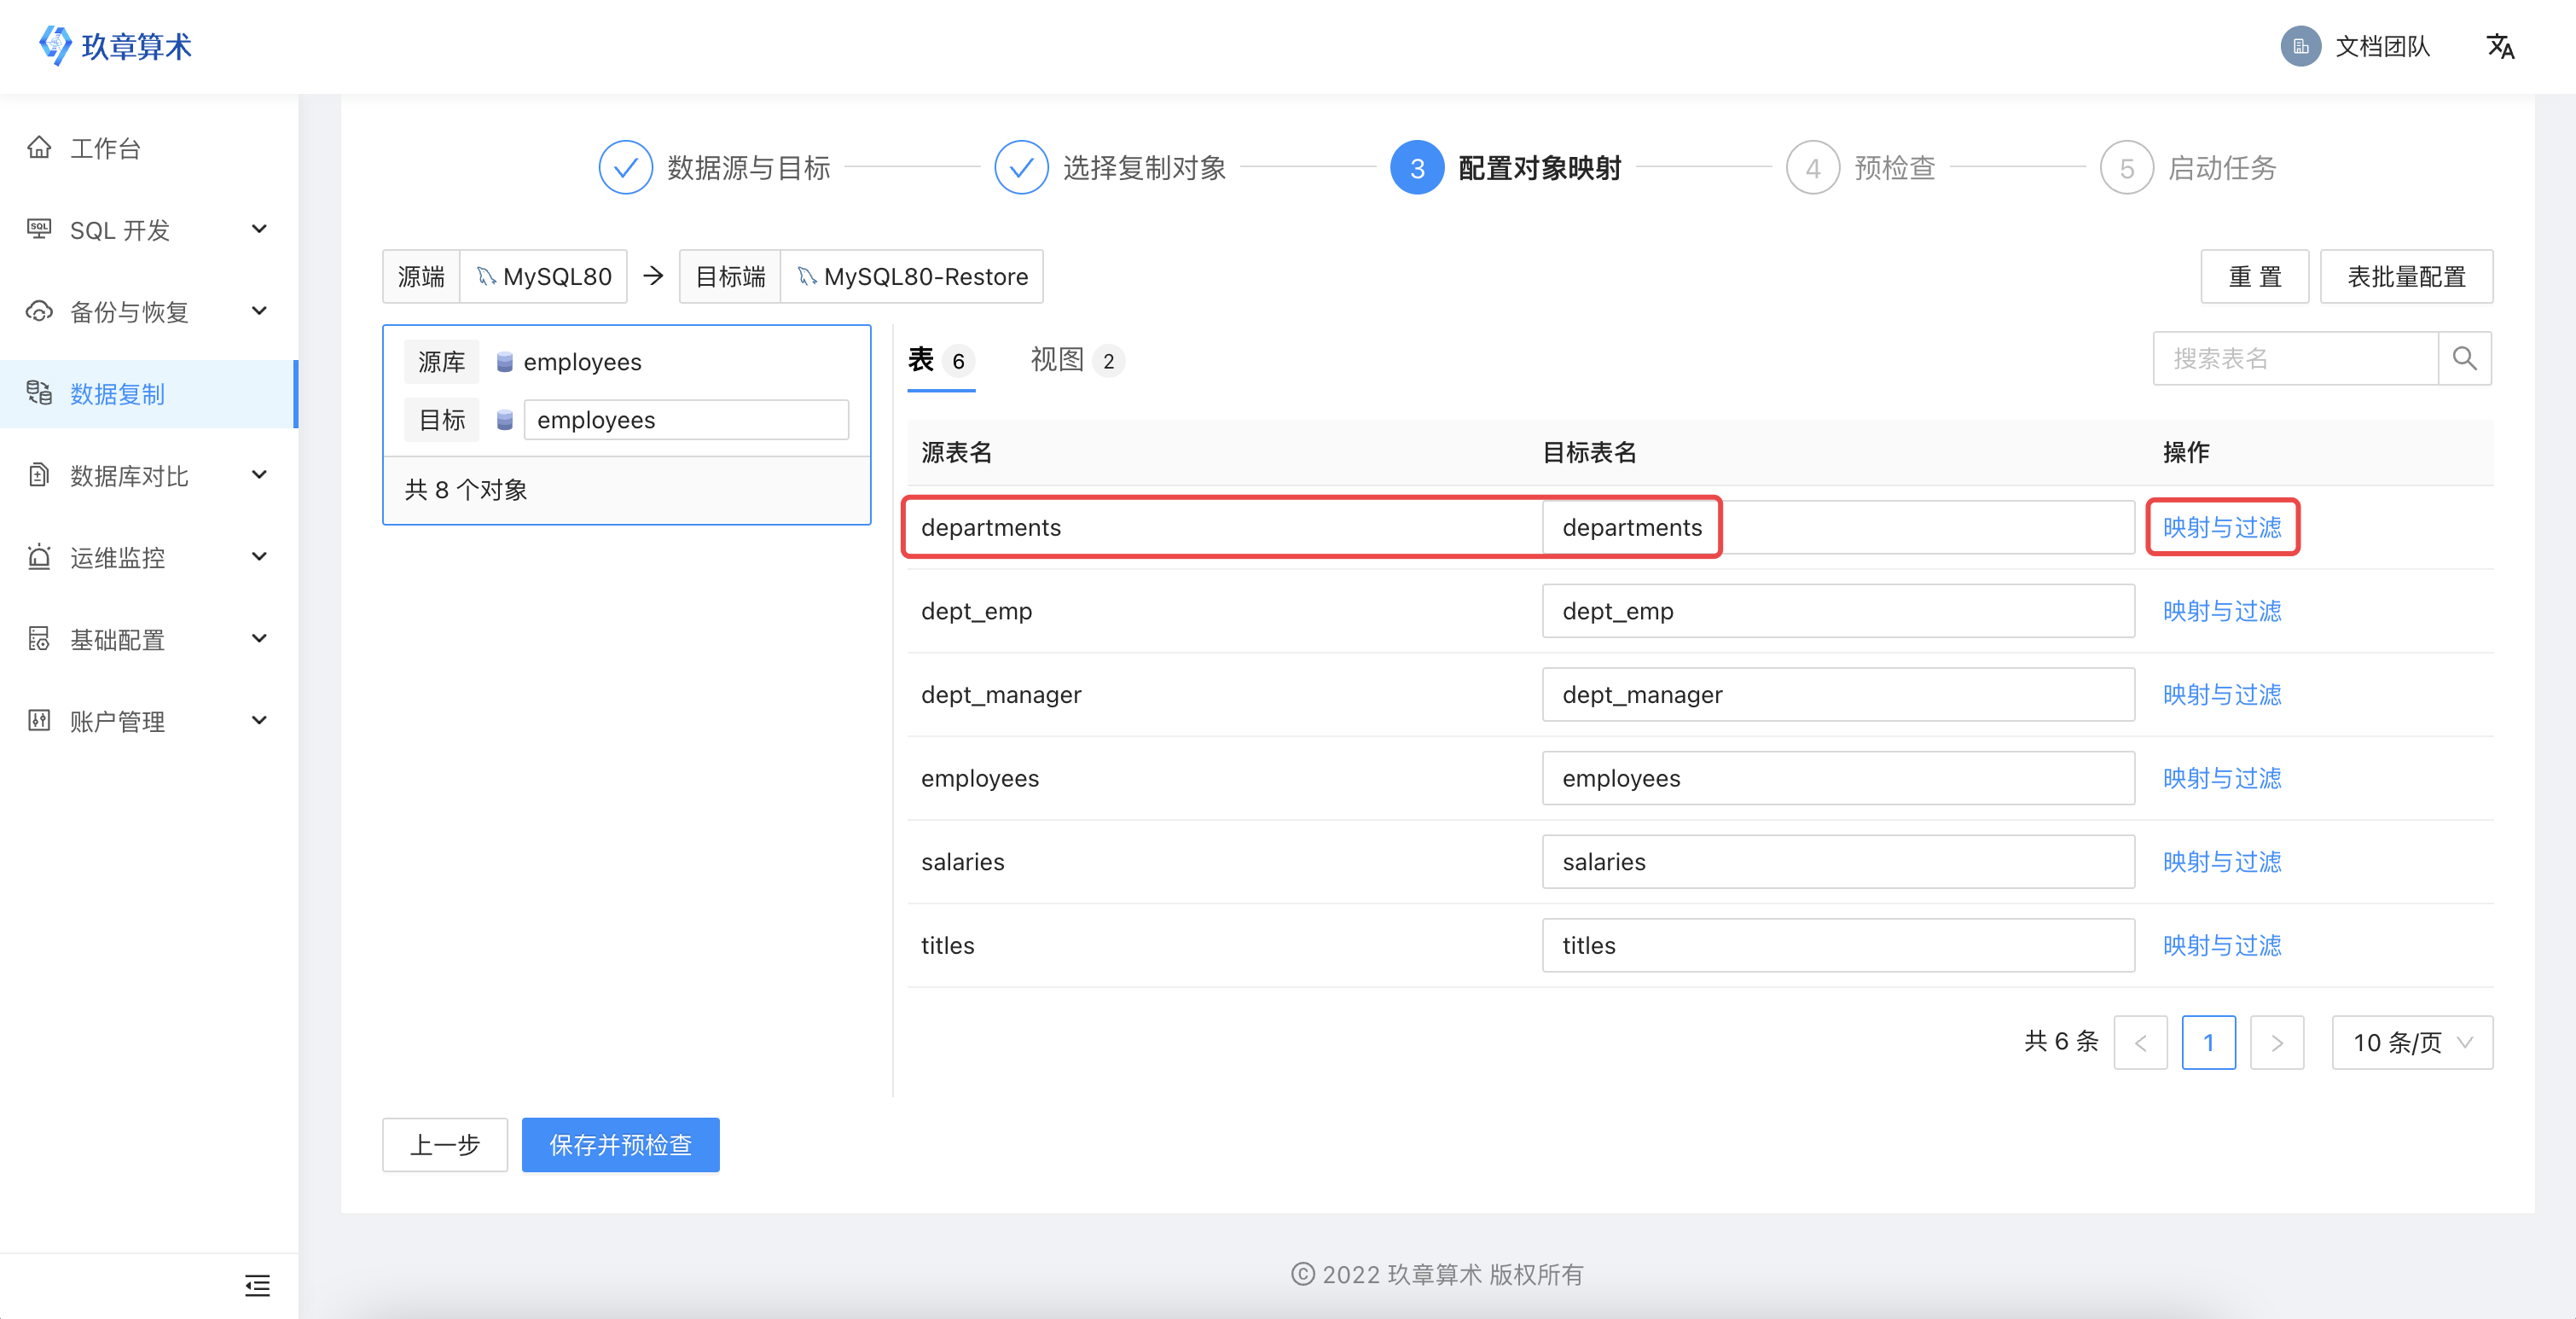 玖章算术
文档团队
工作台
SQL 开发
备份与恢复
数据复制
数据库对比
运维监控
基础配置
账户管理
数据源与目标
选择复制对象
3 配置对象映射
4 预检查
5 启动任务
源端 MySQL80 → 目标端 MySQL80-Restore
重 置 表批量配置
源库 employees
目标 employees
共 8 个对象
表 6 视图 2
搜索表名
源表名 目标表名 操作
departments departments 映射与过滤
dept_emp dept_emp 映射与过滤
dept_manager dept_manager 映射与过滤
employees employees 映射与过滤
salaries salaries 映射与过滤
titles titles 映射与过滤
共 6 条 < 1 > 10 条/页
上一步 保存并预检查
© 2022 玖章算术 版权所有